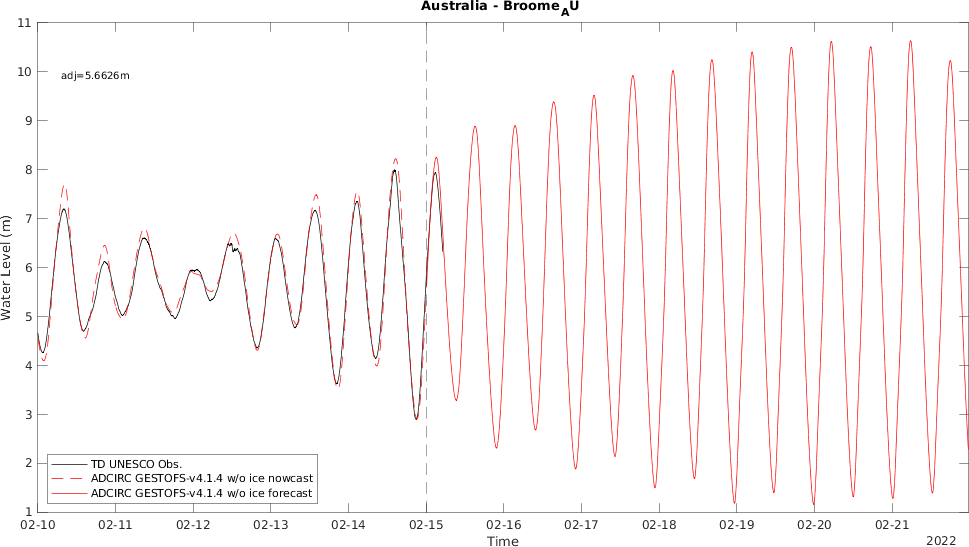 Australia - Broome_AU
11
10
9
8
7
6
5
4
3
2
1
Water Level (m)
adj=5.6626m
TD UNESCO Obs.
ADCIRC GESTOFS-v4.1.4 w/o ice nowcast
ADCIRC GESTOFS-v4.1.4 w/o ice forecast
02-10 02-11 02-12 02-13 02-14 02-15 02-16 02-17 02-18 02-19 02-20 02-21
Time
2022